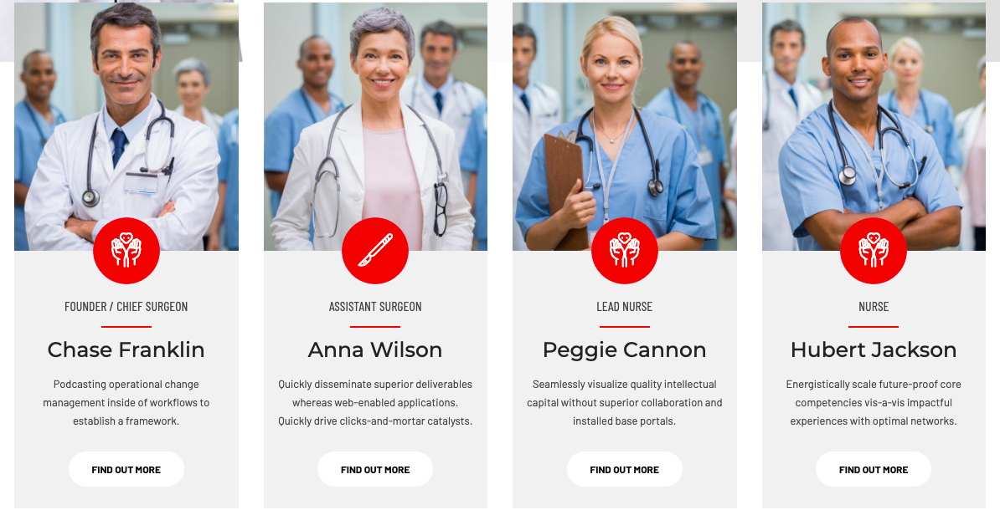 FOUNDER / CHIEF SURGEON
Chase Franklin
Podcasting operational change
management inside of workflows to
establish a framework.
FIND OUT MORE
ASSISTANT SURGEON
Anna Wilson
Quickly disseminate superior deliverables
whereas web-enabled applications.
Quickly drive clicks-and-mortar catalysts.
FIND OUT MORE
LEAD NURSE
Peggie Cannon
Seamlessly visualize quality intellectual
capital without superior collaboration and
installed base portals.
FIND OUT MORE
NURSE
Hubert Jackson
Energistically scale future-proof core
competencies vis-a-vis impactful
experiences with optimal networks.
FIND OUT MORE